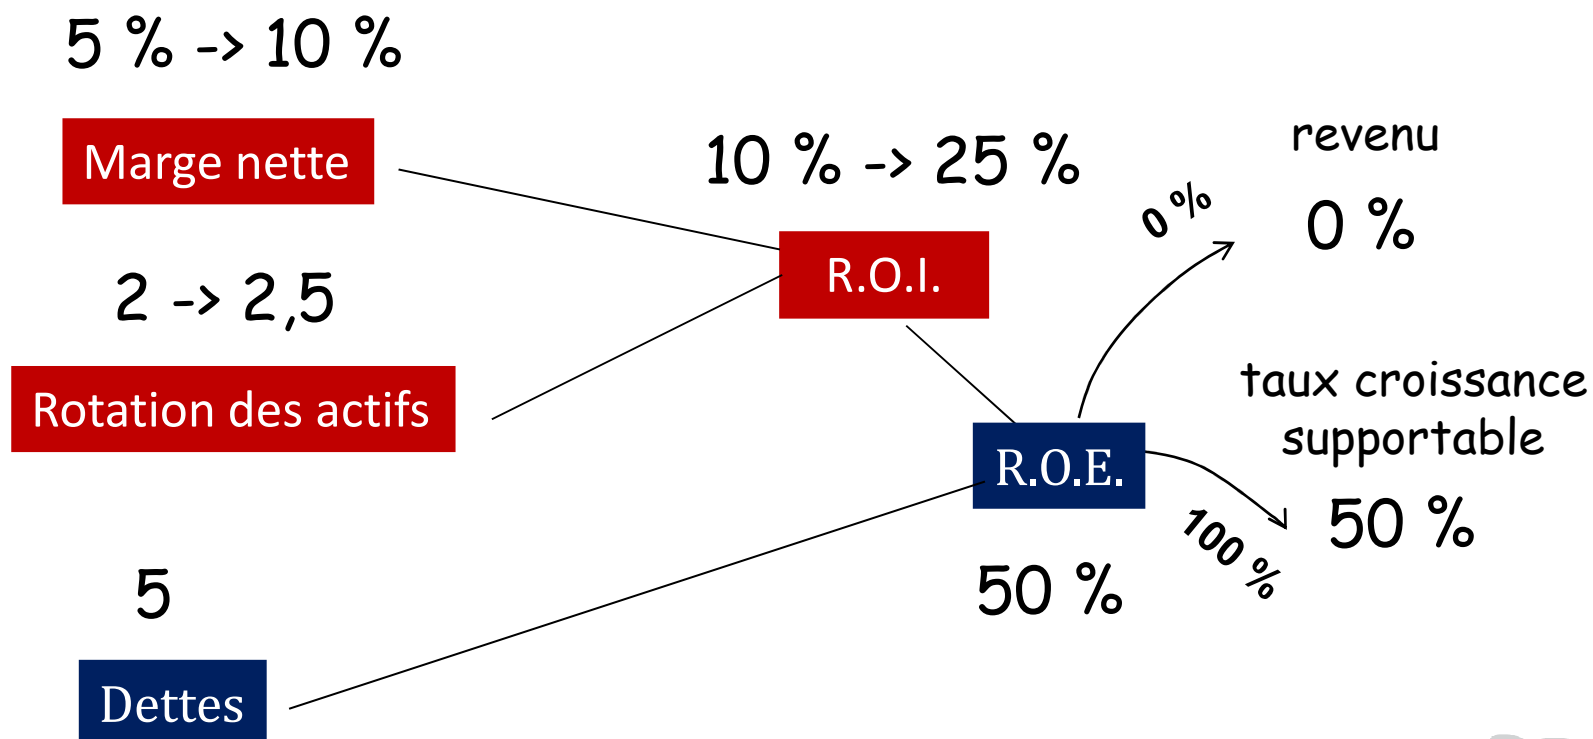 5 % -> 10 %
Marge nette
10 % -> 25 %
revenu
0 %
0 %
2 -> 2,5
R.O.I.
Rotation des actifs
taux croissance
supportable
R.O.E.
50 %
100 %
50 %
5
Dettes